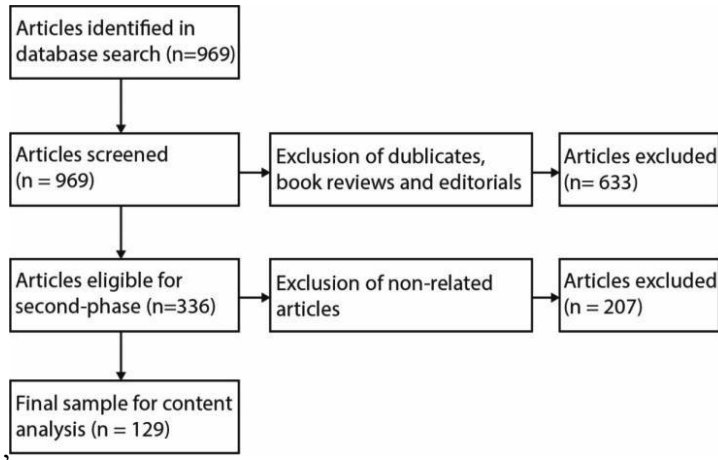 Articles identified in
database search (n=969)
Articles screened
(n = 969)
Exclusion of dublicates,
book reviews and editorials
Articles excluded
(n= 633)
Articles eligible for
second-phase (n=336)
Exclusion of non-related
articles
Articles excluded
(n = 207)
Final sample for content
analysis (n = 129)
,